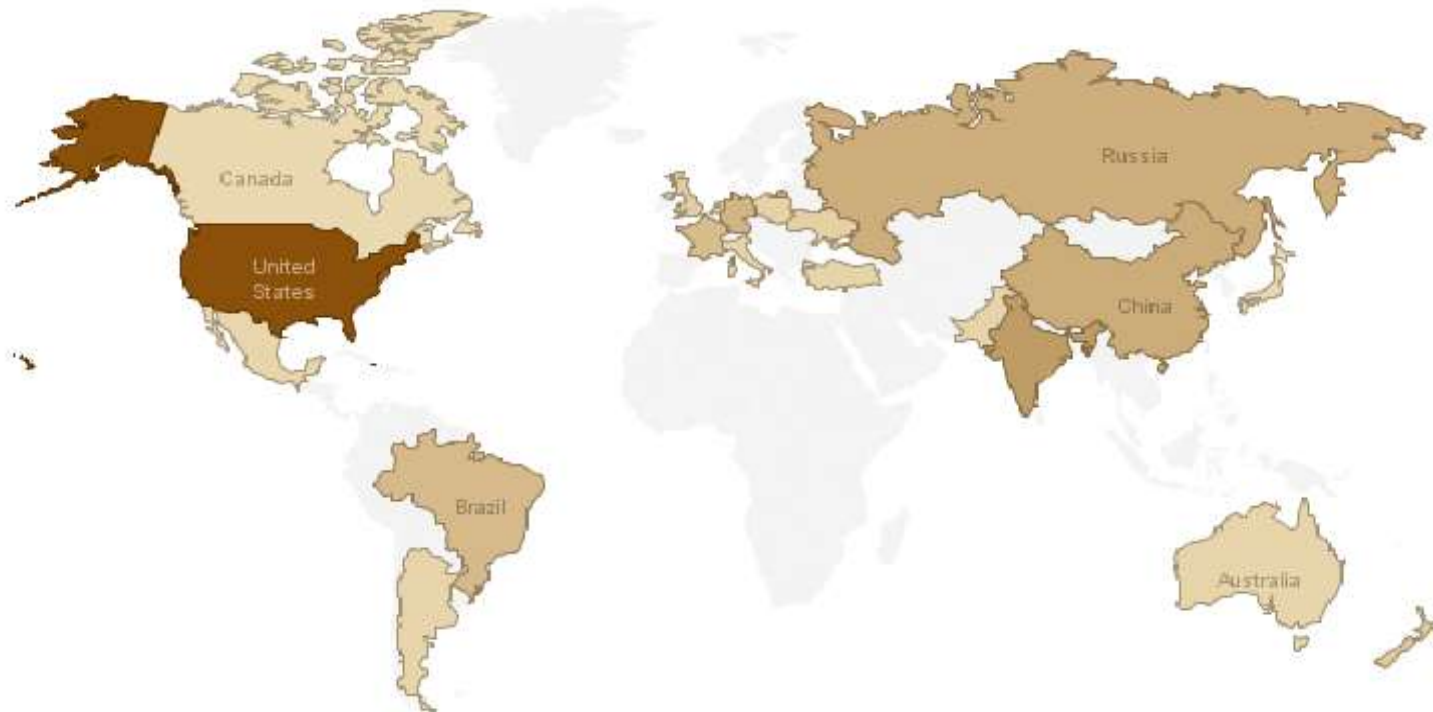 Russia
Canada
United
States
China
Brazil
Australia